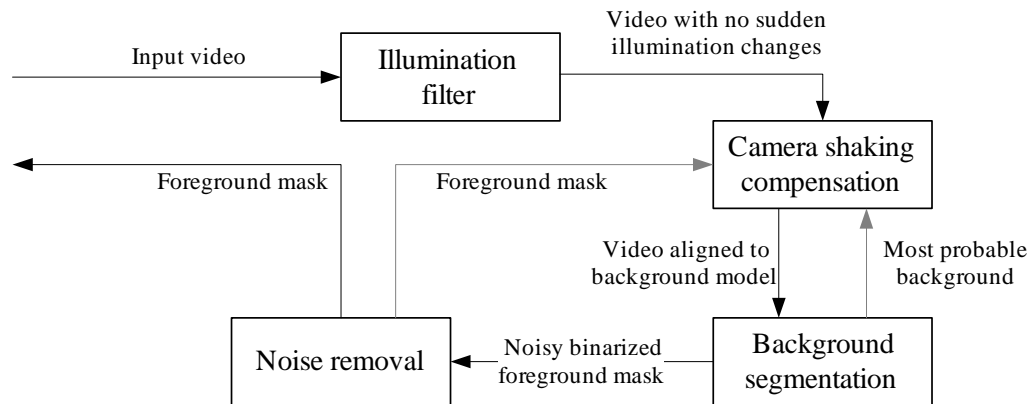 Input video
Illumination
filter
Video with no sudden
illumination changes
Foreground mask
Foreground mask
Camera shaking
compensation
Video aligned to
background model
Most probable
background
Noise removal
Noisy binarized
foreground mask
Background
segmentation